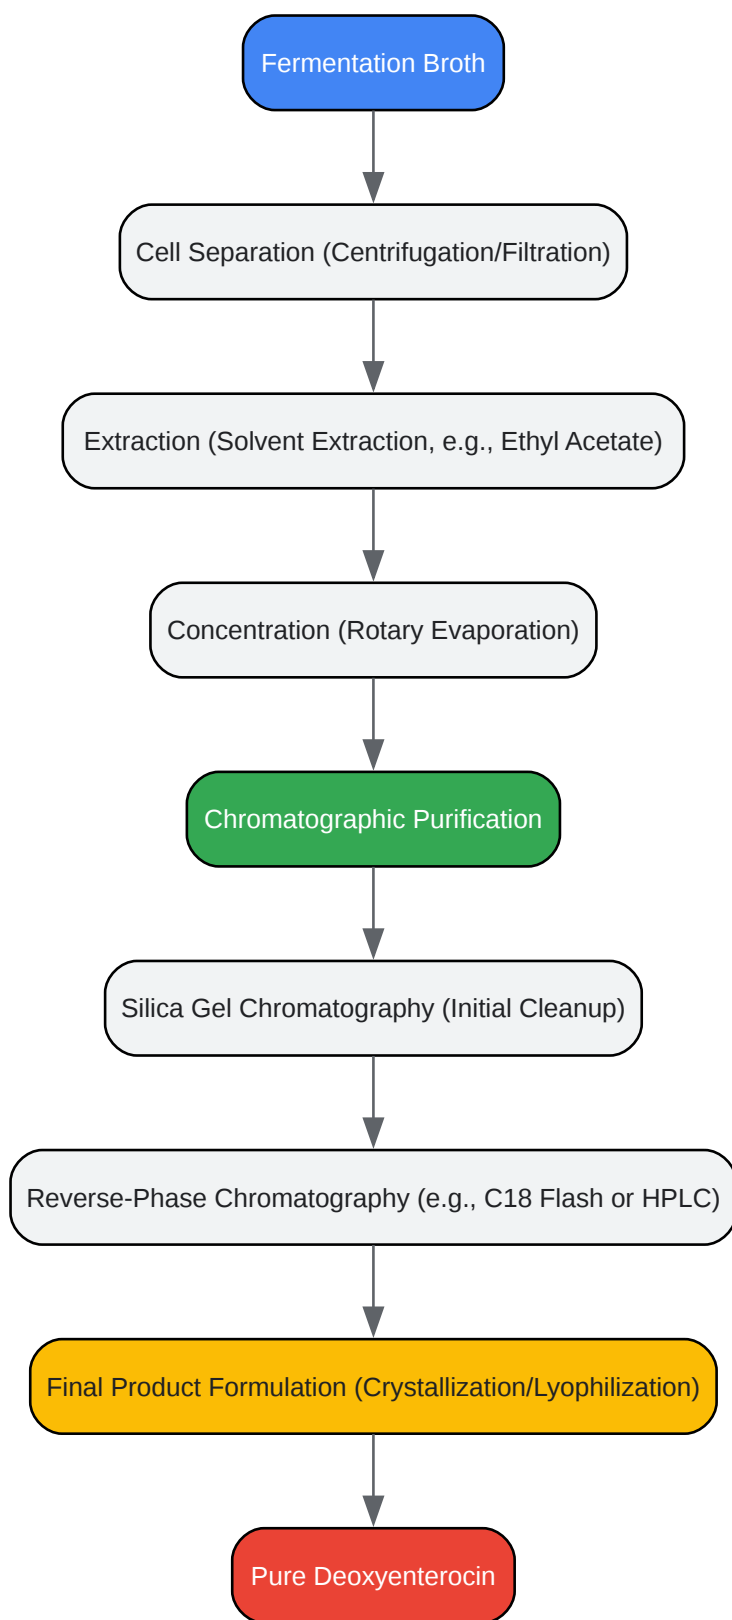 Fermentation Broth
Cell Separation (Centrifugation/Filtration)
Extraction (Solvent Extraction, e.g., Ethyl Acetate)
Concentration (Rotary Evaporation)
Chromatographic Purification
Silica Gel Chromatography (Initial Cleanup)
Reverse-Phase Chromatography (e.g., C18 Flash or HPLC)
Final Product Formulation (Crystallization/Lyophilization)
Pure Deoxyenterocin